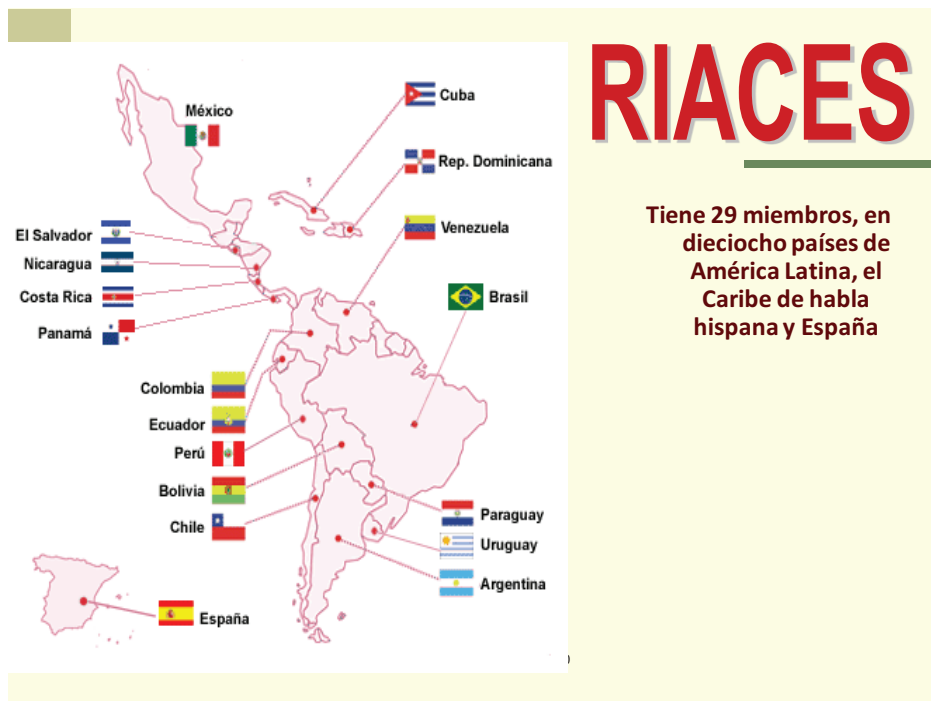 RIACES
Tiene 29 miembros, en
dieciocho países de
América Latina, el
Caribe de habla
hispana y España
México
Cuba
Rep. Dominicana
Venezuela
El Salvador
Nicaragua
Costa Rica
Panamá
Brasil
Colombia
Ecuador
Perú
Bolivia
Chile
Paraguay
Uruguay
Argentina
España